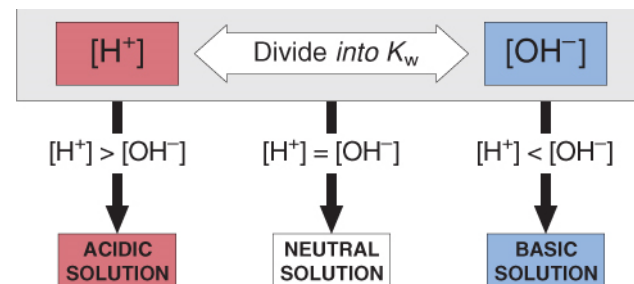 [H⁺] Divide into Kw [OH⁻]
[H⁺] > [OH⁻] [H⁺] = [OH⁻] [H⁺] < [OH⁻]
ACIDIC SOLUTION
NEUTRAL SOLUTION
BASIC SOLUTION